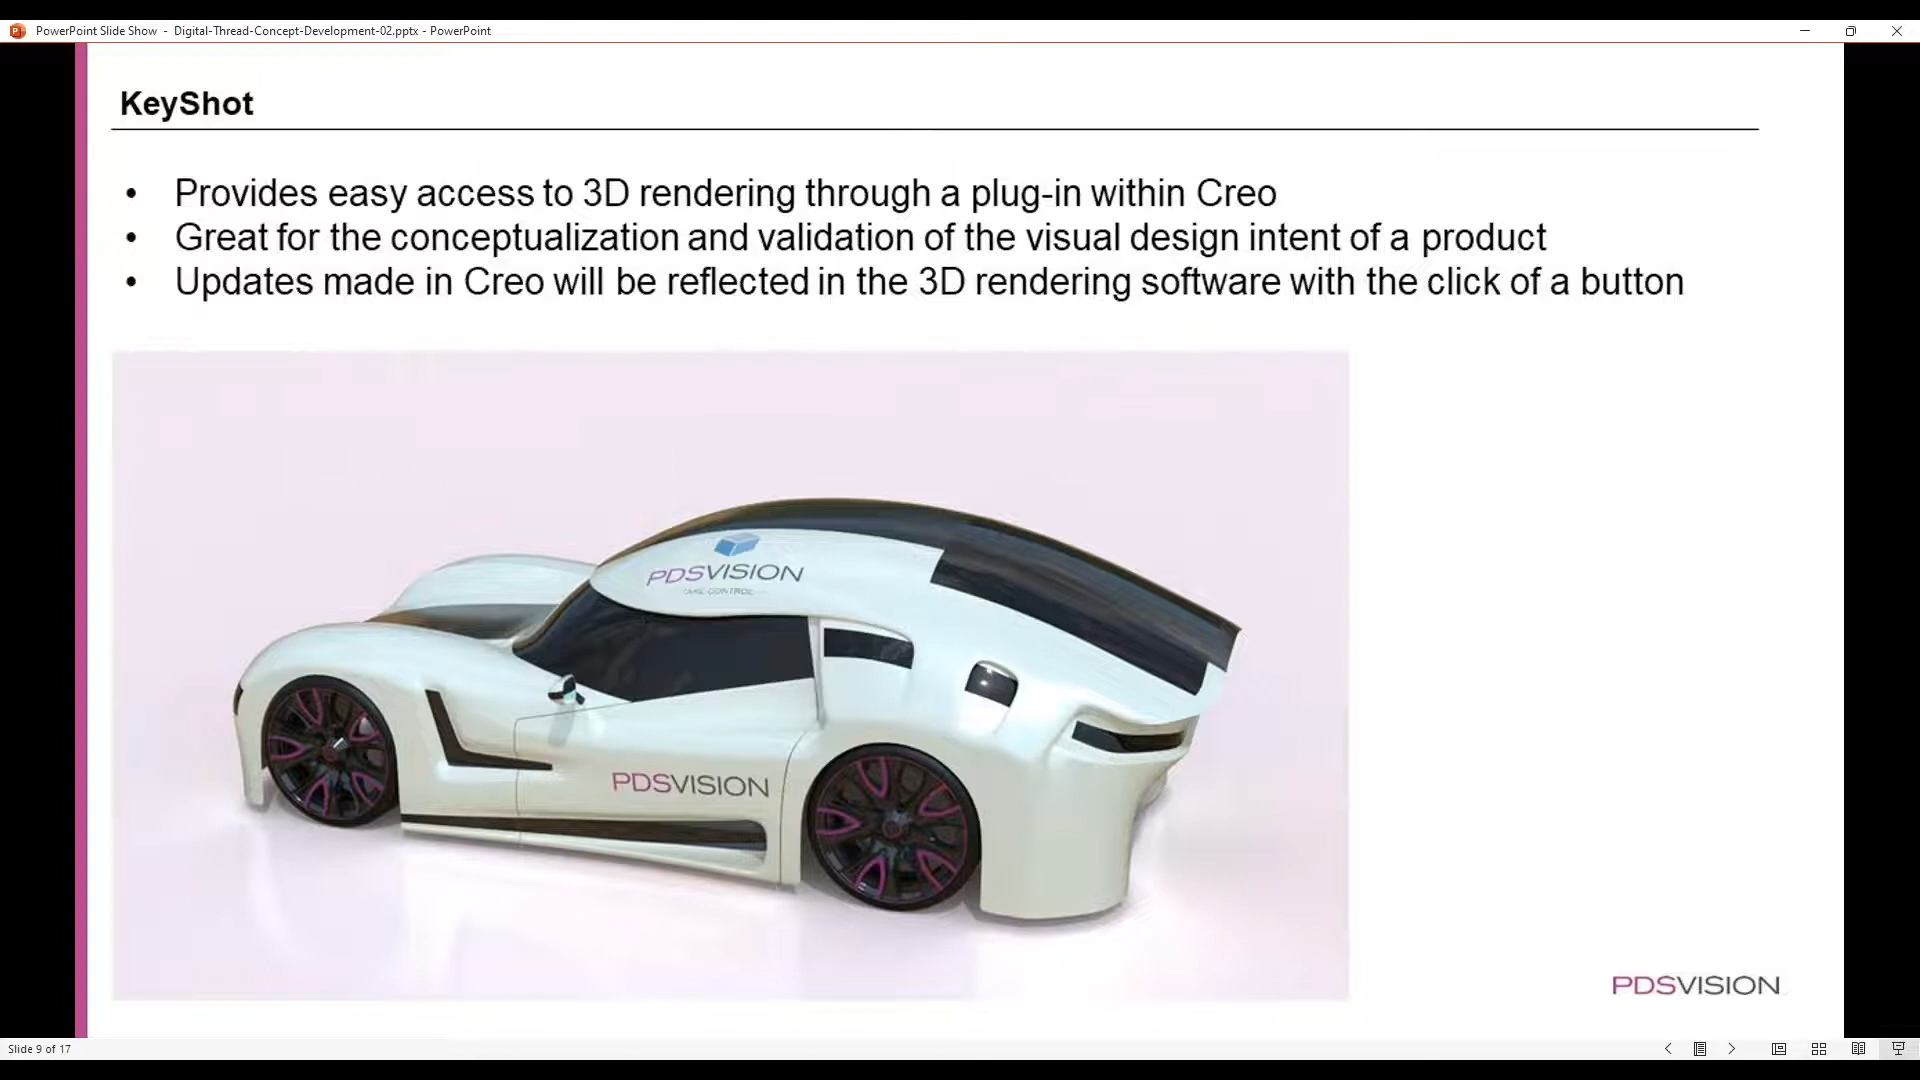 PowerPoint Slide Show - Digital-Thread-Concept-Development-02.pptx - PowerPoint
KeyShot
• Provides easy access to 3D rendering through a plug-in within Creo
• Great for the conceptualization and validation of the visual design intent of a product
• Updates made in Creo will be reflected in the 3D rendering software with the click of a button
PDSVISION
TAKE CONTROL
PDSVISION
PDSVISION
Slide 9 of 17